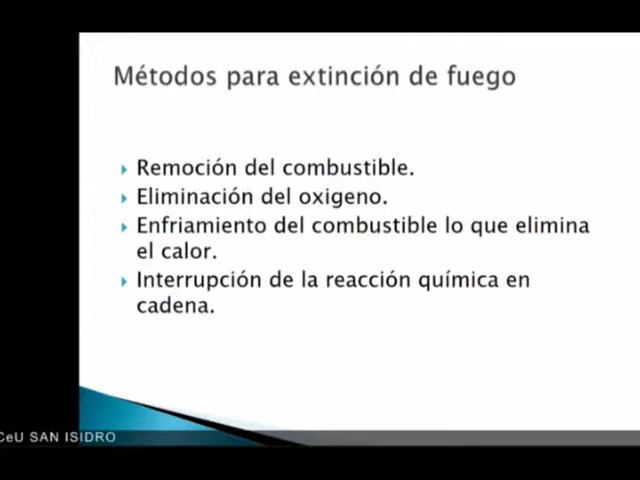 Métodos para extinción de fuego
Remoción del combustible.
Eliminación del oxigeno.
Enfriamiento del combustible lo que elimina
el calor.
Interrupción de la reacción química en
cadena.
CeU SAN ISIDRO